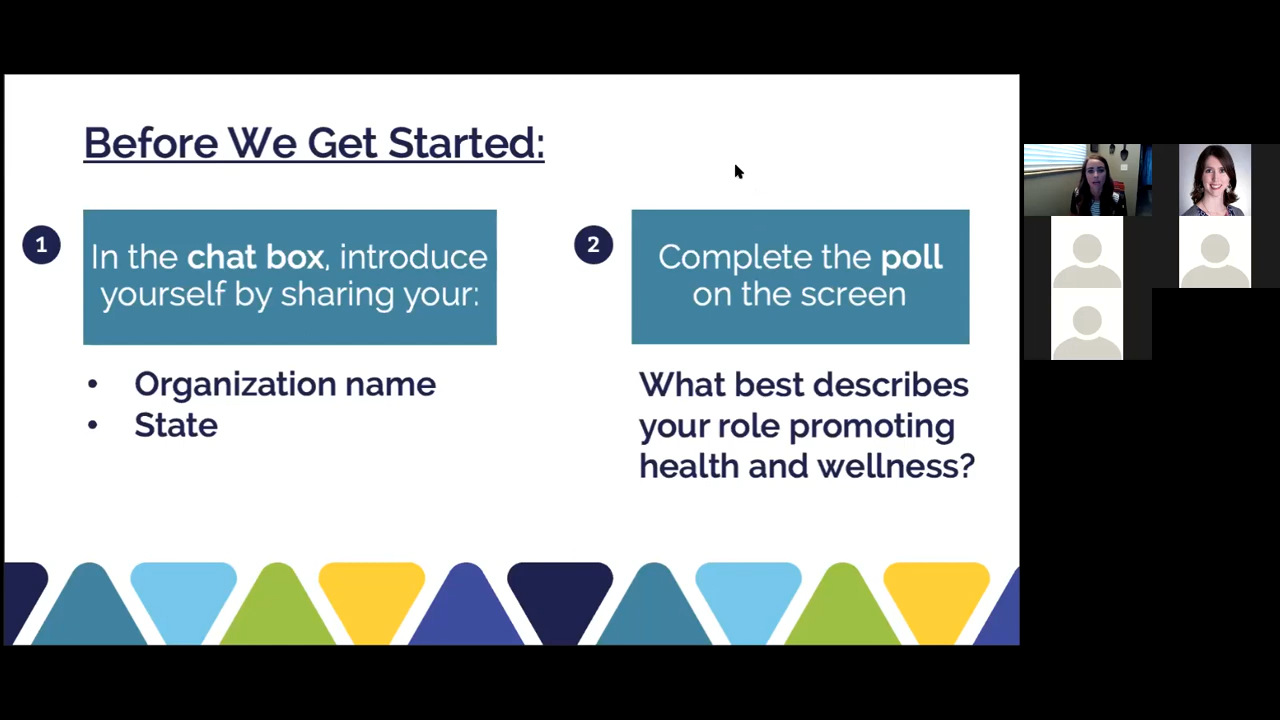 Before We Get Started:
1
In the chat box, introduce
yourself by sharing your:
• Organization name
• State
2
Complete the poll
on the screen
What best describes
your role promoting
health and wellness?